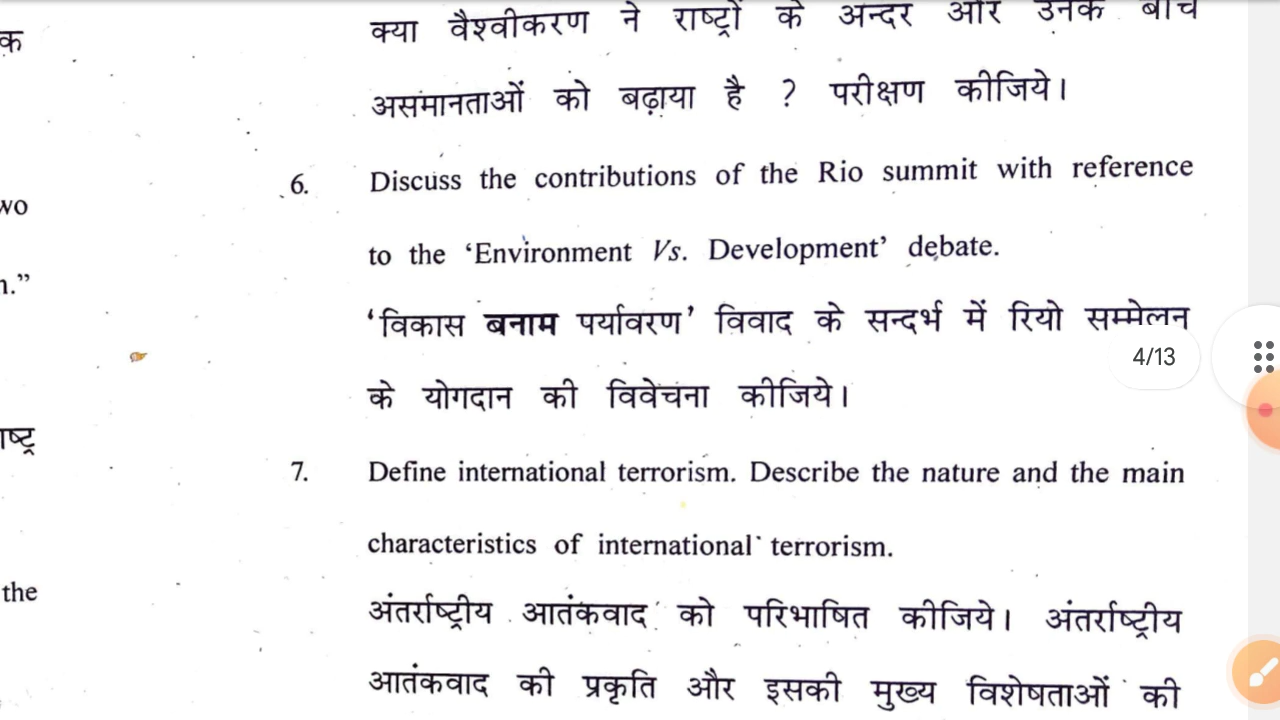 क
wo
n.”
ाष्ट्र
the
क्या वैश्वीकरण ने राष्ट्रों के अन्दर और उनके बीच
असमानताओं को बढ़ाया है ? परीक्षण कीजिये।
6. Discuss the contributions of the Rio summit with reference
to the ‘Environment Vs. Development’ debate.
‘विकास बनाम पर्यावरण’ विवाद के सन्दर्भ में रियो सम्मेलन
के योगदान की विवेचना कीजिये।
4/13
7. Define international terrorism. Describe the nature and the main
characteristics of international terrorism.
अंतर्राष्ट्रीय आतंकवाद को परिभाषित कीजिये। अंतर्राष्ट्रीय
आतंकवाद की प्रकृति और इसकी मुख्य विशेषताओं की